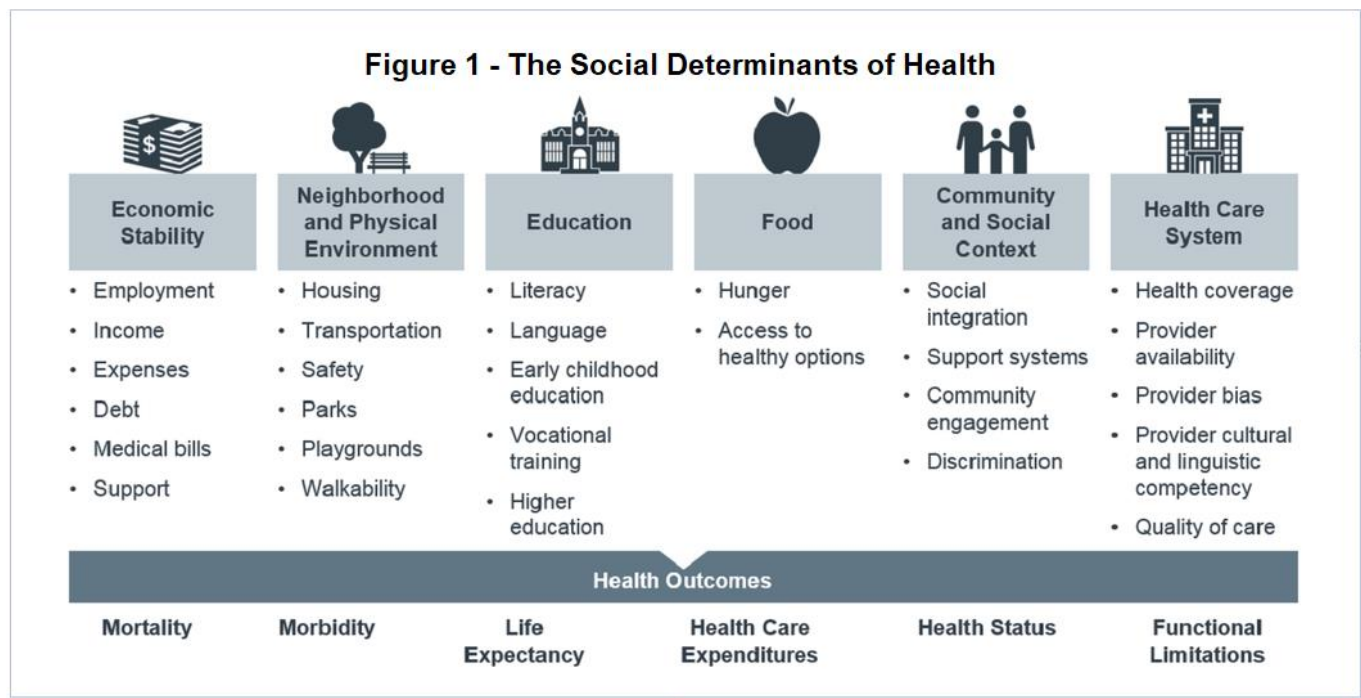 Figure 1 - The Social Determinants of Health
$
Economic
Stability
• Employment
• Income
• Expenses
• Debt
• Medical bills
• Support
Neighborhood
and Physical
Environment
• Housing
• Transportation
• Safety
• Parks
• Playgrounds
• Walkability
Education
• Literacy
• Language
• Early childhood
education
• Vocational
training
• Higher
education
Food
• Hunger
• Access to
healthy options
Community
and Social
Context
• Social
integration
• Support systems
• Community
engagement
• Discrimination
Health Care
System
• Health coverage
• Provider
availability
• Provider bias
• Provider cultural
and linguistic
competency
• Quality of care
Health Outcomes
Mortality
Morbidity
Life
Expectancy
Health Care
Expenditures
Health Status
Functional
Limitations